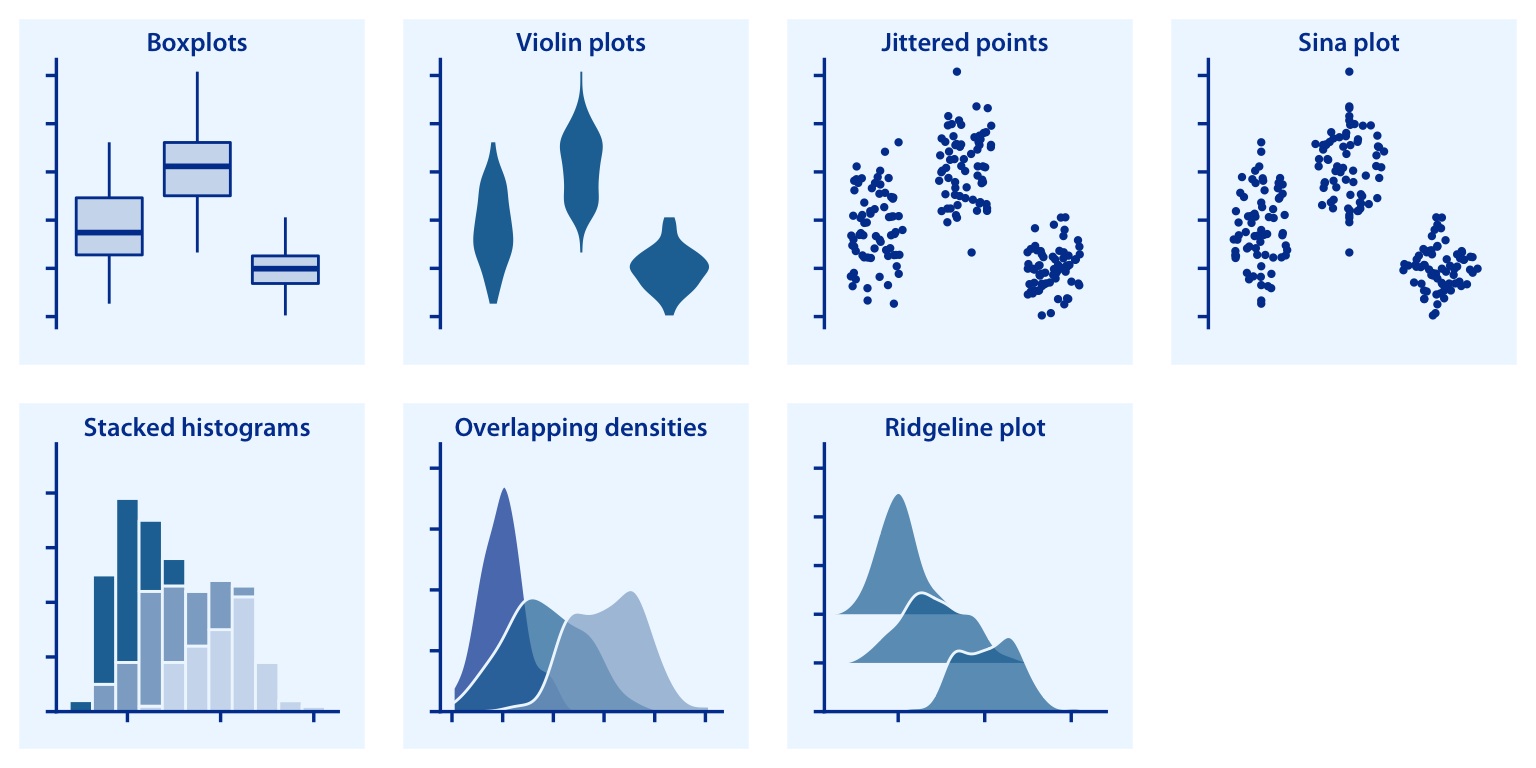 Boxplots
Violin plots
Jittered points
Sina plot
Stacked histograms
Overlapping densities
Ridgeline plot